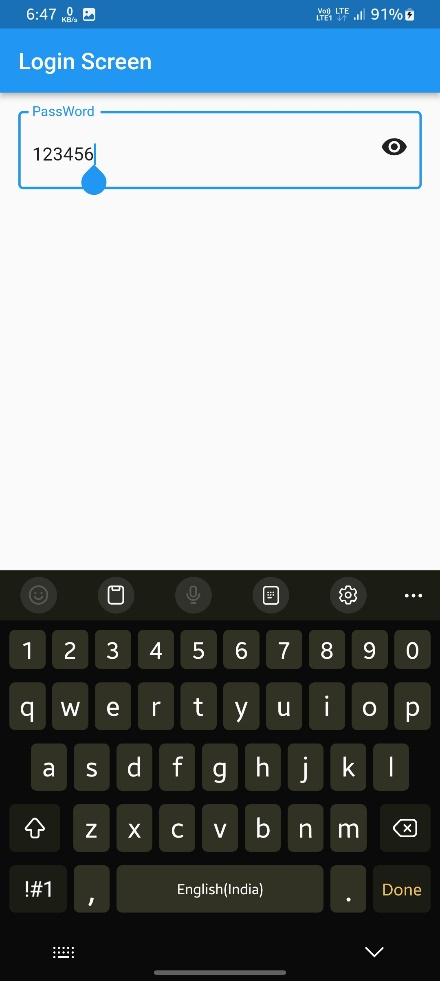 6:47 0 KB/s Vo) LTE LTE1 91%
Login Screen
PassWord
123456
1 2 3 4 5 6 7 8 9 0
q w e r t y u i o p
a s d f g h j k l
z x c v b n m
!#1 , English(India) . Done